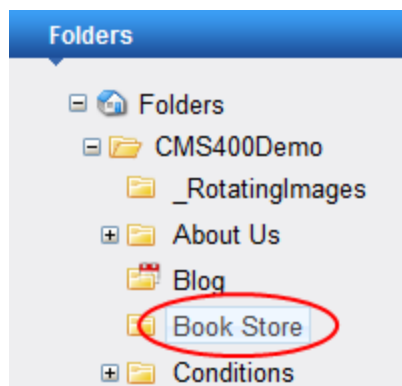 Folders
Folders
CMS400Demo
_RotatingImages
About Us
Blog
Book Store
Conditions